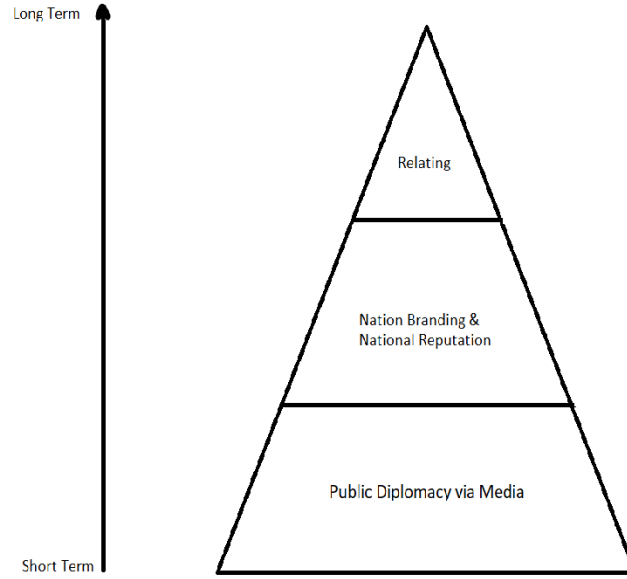 Long Term
Relating
Nation Branding &
National Reputation
Public Diplomacy via Media
Short Term